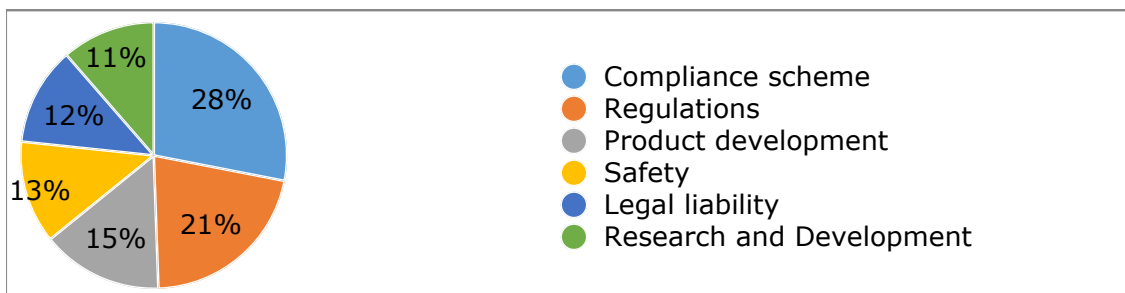 11%
28%
12%
13%
15%
21%
Compliance scheme
Regulations
Product development
Safety
Legal liability
Research and Development